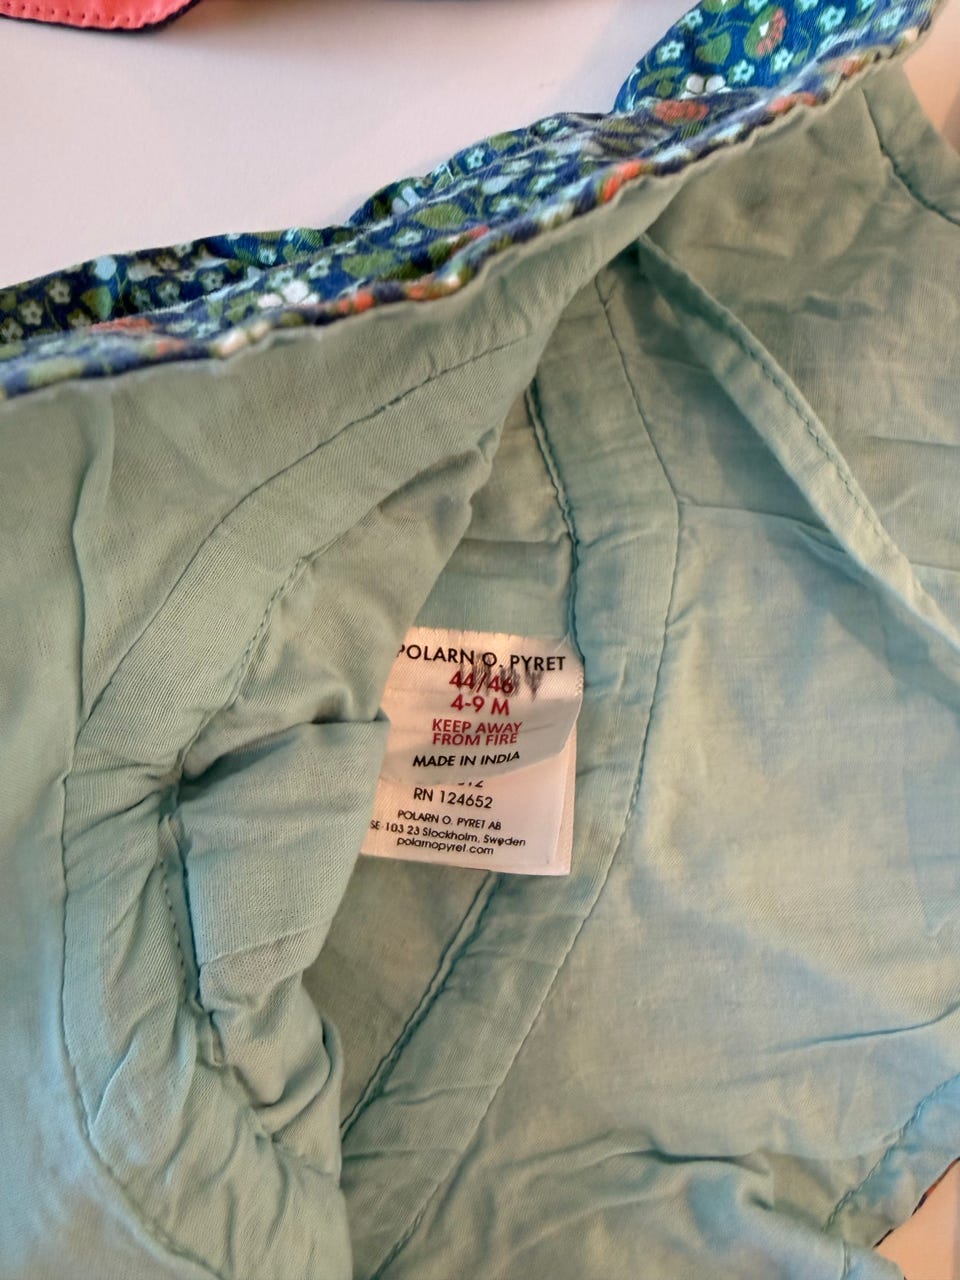 POLARN O. PYRET
44/46
4-9 M
KEEP AWAY
FROM FIRE
MADE IN INDIA
RN 124652
POLARN O. PYRET AB
SE-103 23 Stockholm, Sweden
polarnopyret.com